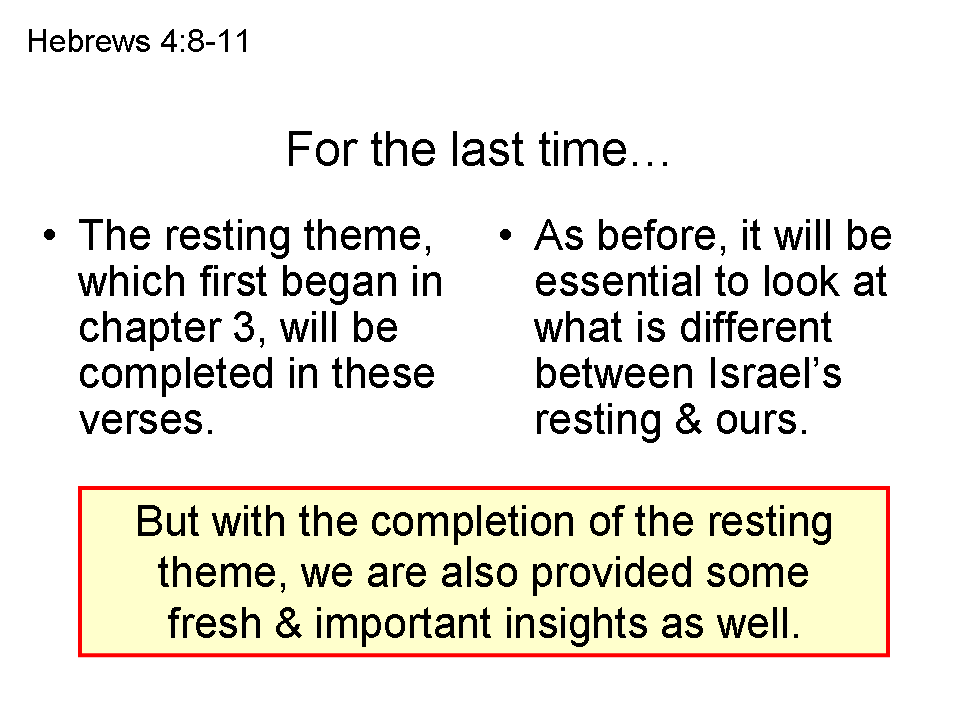 Hebrews 4:8-11
For the last time…
• The resting theme,
which first began in
chapter 3, will be
completed in these
verses.
• As before, it will be
essential to look at
what is different
between Israel’s
resting & ours.
But with the completion of the resting
theme, we are also provided some
fresh & important insights as well.